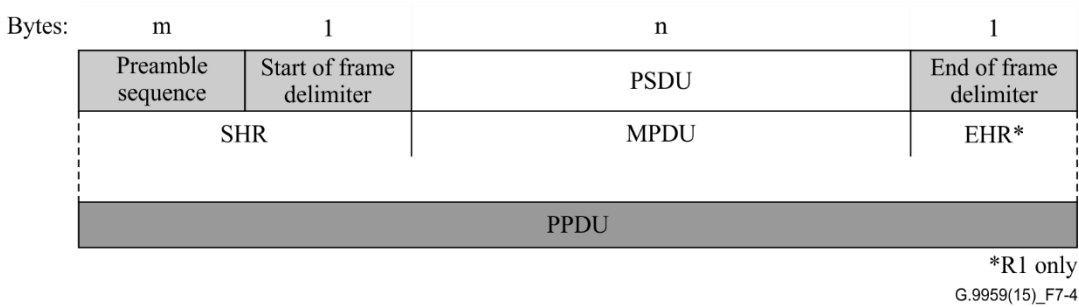 Bytes: m 1 n 1
Preamble sequence Start of frame delimiter PSDU End of frame delimiter
SHR MPDU EHR*
PPDU
*R1 only
G.9959(15)_F7-4